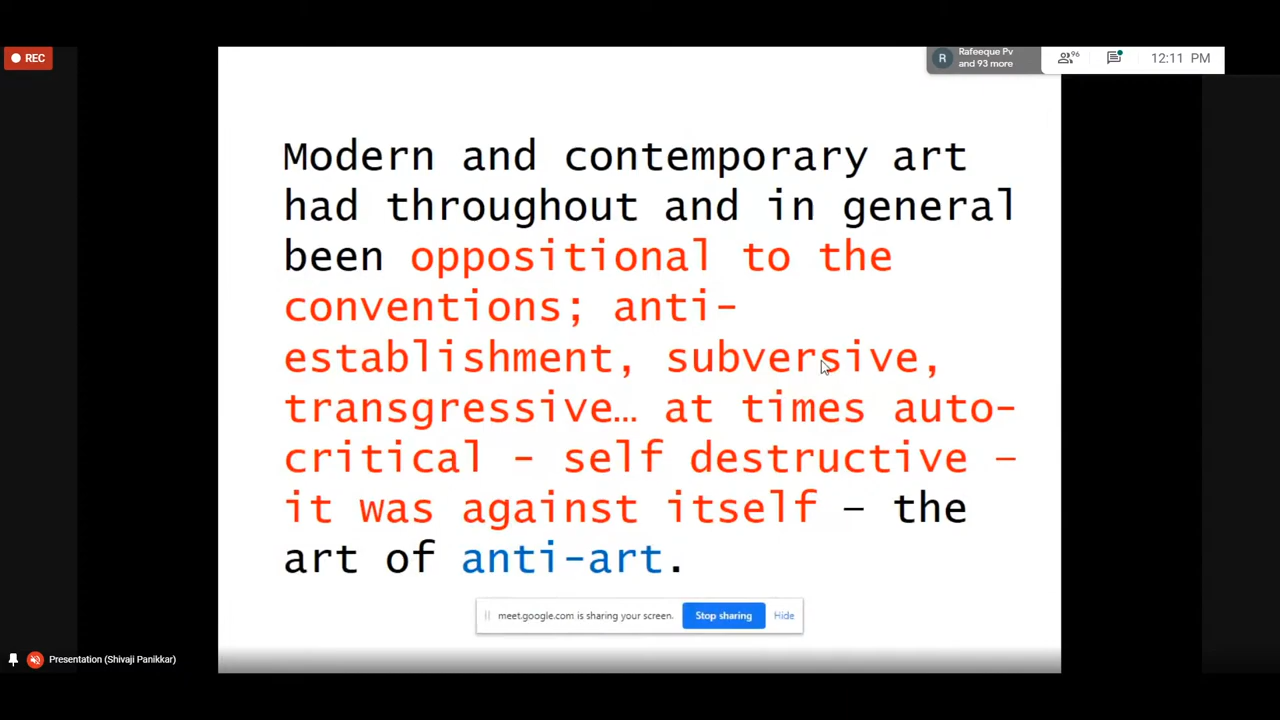 REC
Rafeeque Pv
and 93 more
R
96
12:11 PM
Modern and contemporary art
had throughout and in general
been oppositional to the
conventions; anti-
establishment, subversive,
transgressive… at times auto-
critical - self destructive –
it was against itself – the
art of anti-art.
meet.google.com is sharing your screen.
Stop sharing
Hide
Presentation (Shivaji Panikkar)